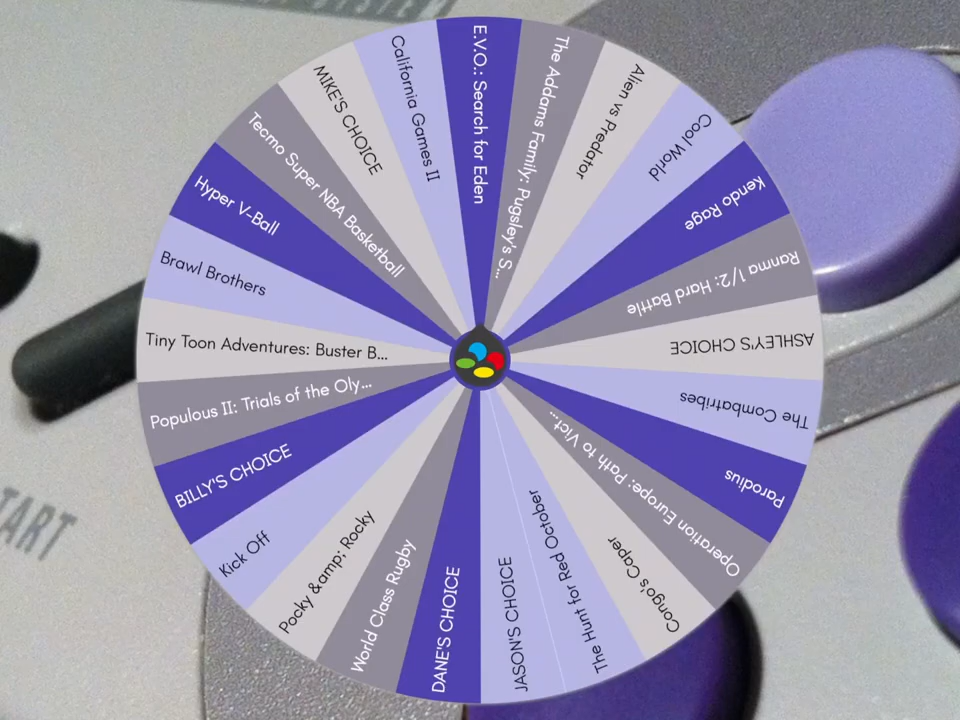 SYSTEM
E.V.O.: Search for Eden
The Addams Family: Pugsley's S...
Alien vs Predator
Cool World
Kendo Rage
Ranma 1/2: Hard Battle
ASHLEY'S CHOICE
The Combatribes
Parodius
Operation Europe: Path to Vict...
Congo's Caper
The Hunt for Red October
JASON'S CHOICE
DANE'S CHOICE
World Class Rugby
Pocky &amp; Rocky
Kick Off
BILLY'S CHOICE
Populous II: Trials of the Oly...
Tiny Toon Adventures: Buster B...
Brawl Brothers
Hyper V-Ball
Tecmo Super NBA Basketball
MIKE'S CHOICE
California Games II
TART